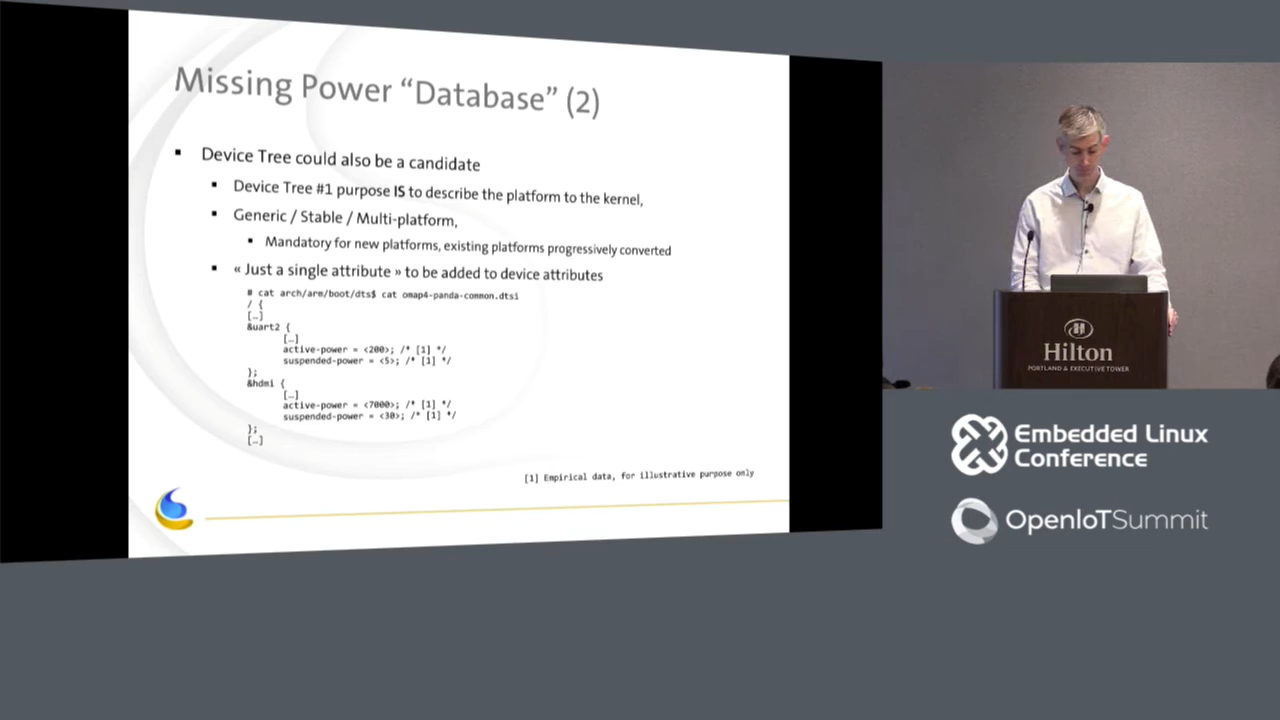 Missing Power “Database” (2)
▪ Device Tree could also be a candidate
▪ Device Tree #1 purpose IS to describe the platform to the kernel,
▪ Generic / Stable / Multi-platform,
▪ Mandatory for new platforms, existing platforms progressively converted
▪ « Just a single attribute » to be added to device attributes
# cat arch/arm/boot/dts$ cat omap4-panda-common.dtsi
/ {
[…]
&uart2 {
[…]
active-power = <200>; /* [1] */
suspended-power = <5>; /* [1] */
};
&hdmi {
[…]
active-power = <7000>; /* [1] */
suspended-power = <30>; /* [1] */
};
[…]
[1] Empirical data, for illustrative purpose only
Hilton
PORTLAND & EXECUTIVE TOWER
Embedded Linux
Conference
OpenIoTSummit